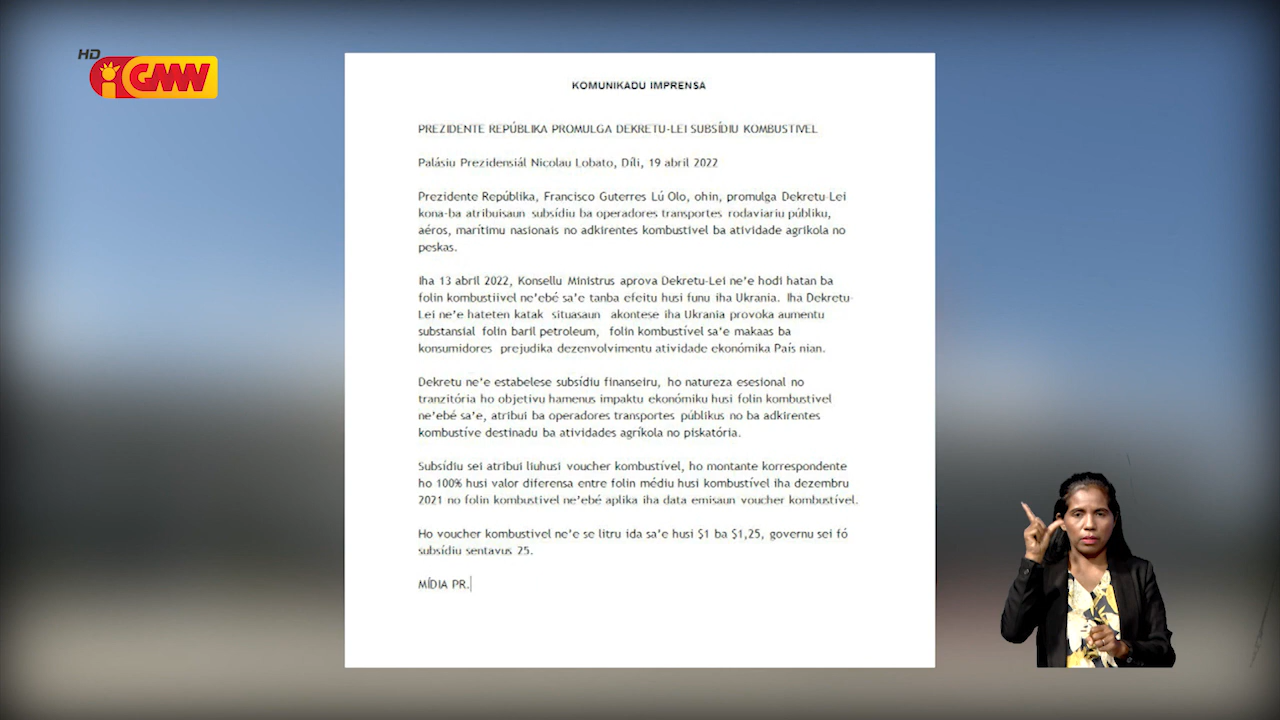 HD
GMN
KOMUNIKADU IMPRENSA
PREZIDENTE REPÚBLIKA PROMULGA DEKRETU-LEI SUBSÍDIU KOMBUSTIVEL
Palásiu Prezidensiál Nicolau Lobato, Díli, 19 abril 2022
Prezidente Repúblika, Francisco Guterres Lú Olo, ohin, promulga Dekretu-Lei
kona-ba atribuisaun subsídiu ba operadores transportes rodaviariu públiku,
aéros, marítimu nasionais no adkirentes kombustivel ba atividade agrikola no
peskas.
Iha 13 abril 2022, Konsellu Ministrus aprova Dekretu-Lei ne'e hodi hatan ba
folin kombustiivel ne'ebé sa'e tanba efeitu husi funu iha Ukrania. Iha Dekretu-
Lei ne'e hateten katak situasaun akontese iha Ukrania provoka aumentu
substansial folin baril petroleum, folin kombustível sa'e makaas ba
konsumidores prejudika dezenvolvimentu atividade ekonómika País nian.
Dekretu ne'e estabelese subsídiu finanseiru, ho natureza esesional no
tranzitória ho objetivu hamenus impaktu ekonómiku husi folin kombustivel
ne'ebé sa'e, atribui ba operadores transportes públikus no ba adkirentes
kombustíve destinadu ba atividades agríkola no piskatória.
Subsídiu sei atribui liuhusi voucher kombustível, ho montante korrespondente
ho 100% husi valor diferensa entre folin médiu husi kombustível iha dezembru
2021 no folin kombustivel ne'ebé aplika iha data emisaun voucher kombustível.
Ho voucher kombustivel ne'e se litru ida sa'e husi $1 ba $1,25, governu sei fó
subsídiu sentavus 25.
MÍDIA PR.